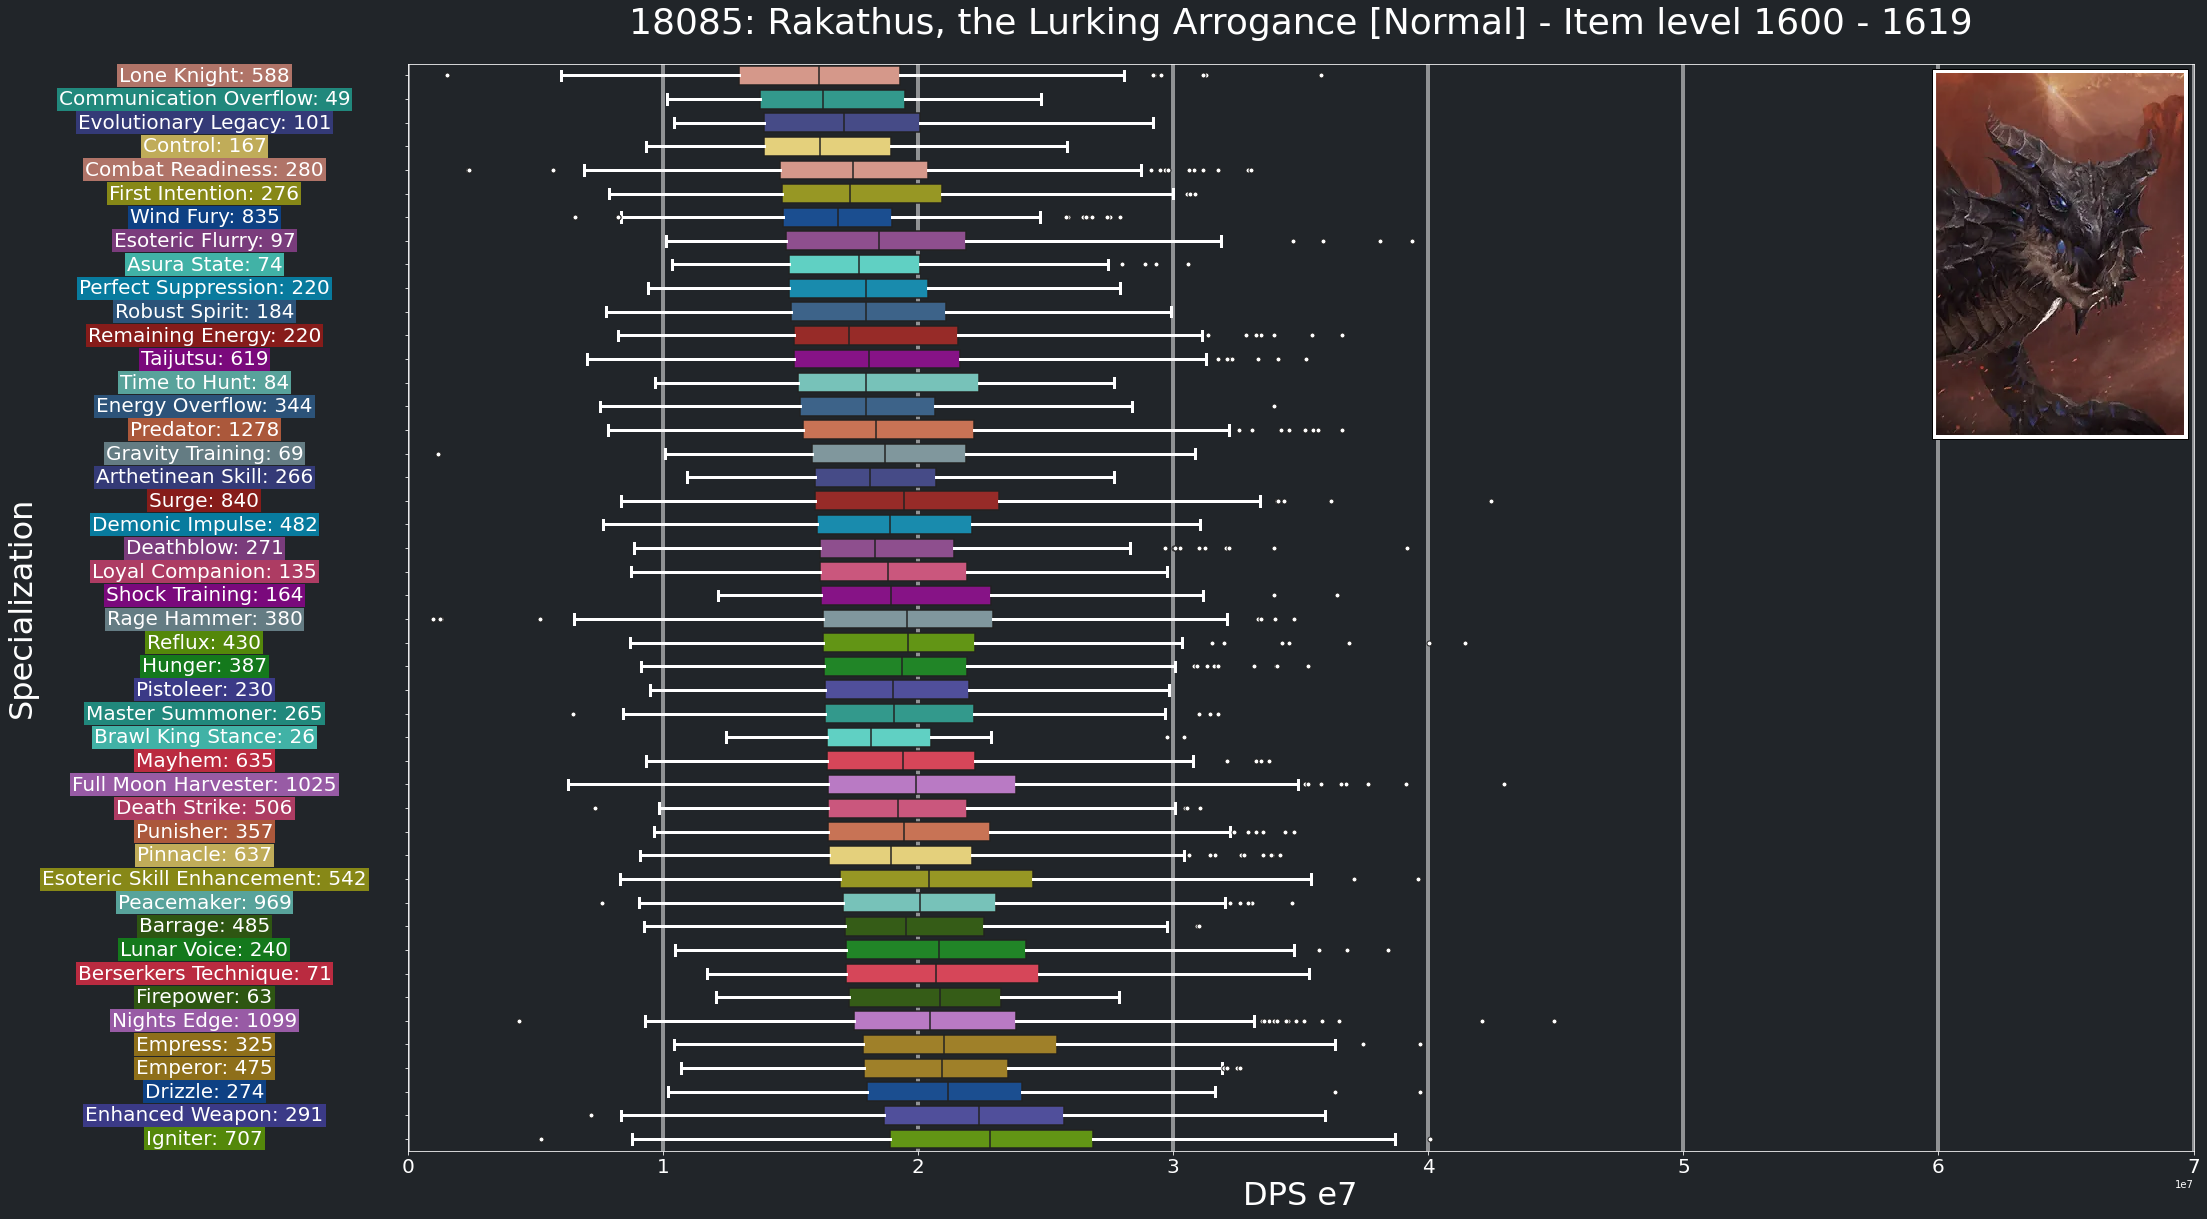 18085: Rakathus, the Lurking Arrogance [Normal] - Item level 1600 - 1619
Specialization
Lone Knight: 588
Communication Overflow: 49
Evolutionary Legacy: 101
Control: 167
Combat Readiness: 280
First Intention: 276
Wind Fury: 835
Esoteric Flurry: 97
Asura State: 74
Perfect Suppression: 220
Robust Spirit: 184
Remaining Energy: 220
Taijutsu: 619
Time to Hunt: 84
Energy Overflow: 344
Predator: 1278
Gravity Training: 69
Arthetinean Skill: 266
Surge: 840
Demonic Impulse: 482
Deathblow: 271
Loyal Companion: 135
Shock Training: 164
Rage Hammer: 380
Reflux: 430
Hunger: 387
Pistoleer: 230
Master Summoner: 265
Brawl King Stance: 26
Mayhem: 635
Full Moon Harvester: 1025
Death Strike: 506
Punisher: 357
Pinnacle: 637
Esoteric Skill Enhancement: 542
Peacemaker: 969
Barrage: 485
Lunar Voice: 240
Berserkers Technique: 71
Firepower: 63
Nights Edge: 1099
Empress: 325
Emperor: 475
Drizzle: 274
Enhanced Weapon: 291
Igniter: 707
0 1 2 3 4 5 6 7
DPS e7
1e7